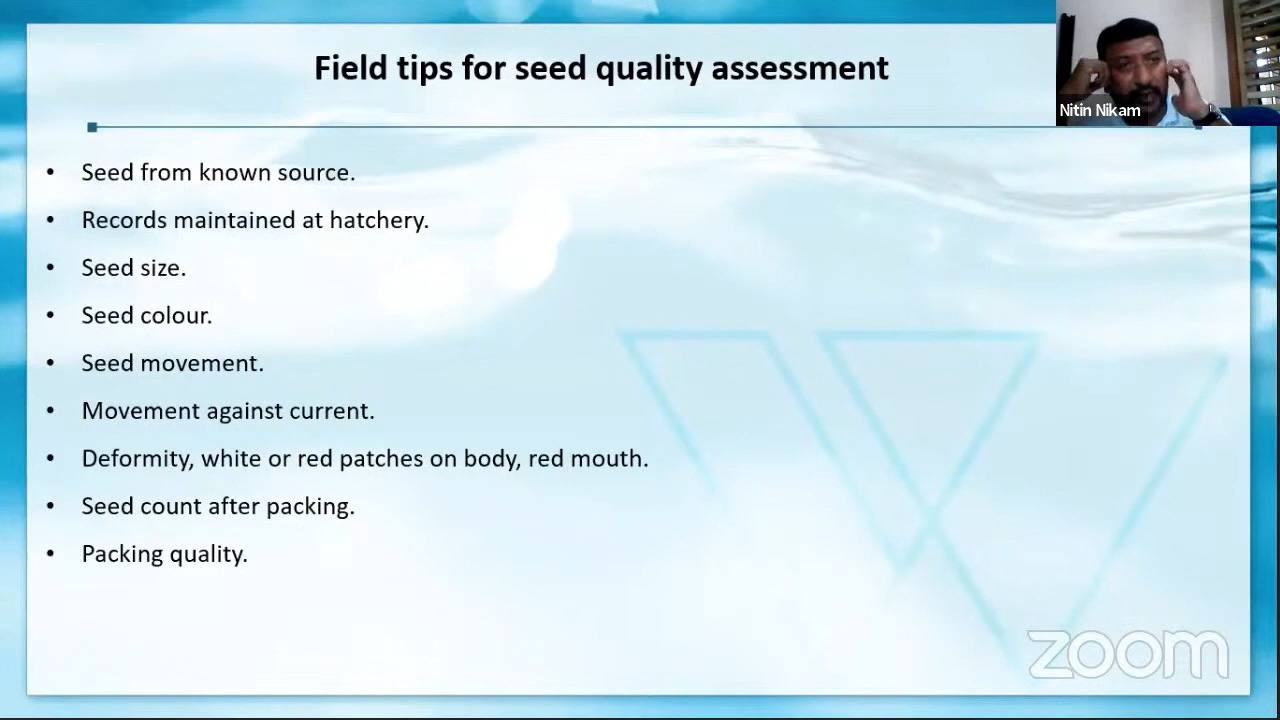 Field tips for seed quality assessment
Nitin Nikam
• Seed from known source.
• Records maintained at hatchery.
• Seed size.
• Seed colour.
• Seed movement.
• Movement against current.
• Deformity, white or red patches on body, red mouth.
• Seed count after packing.
• Packing quality.
zoom